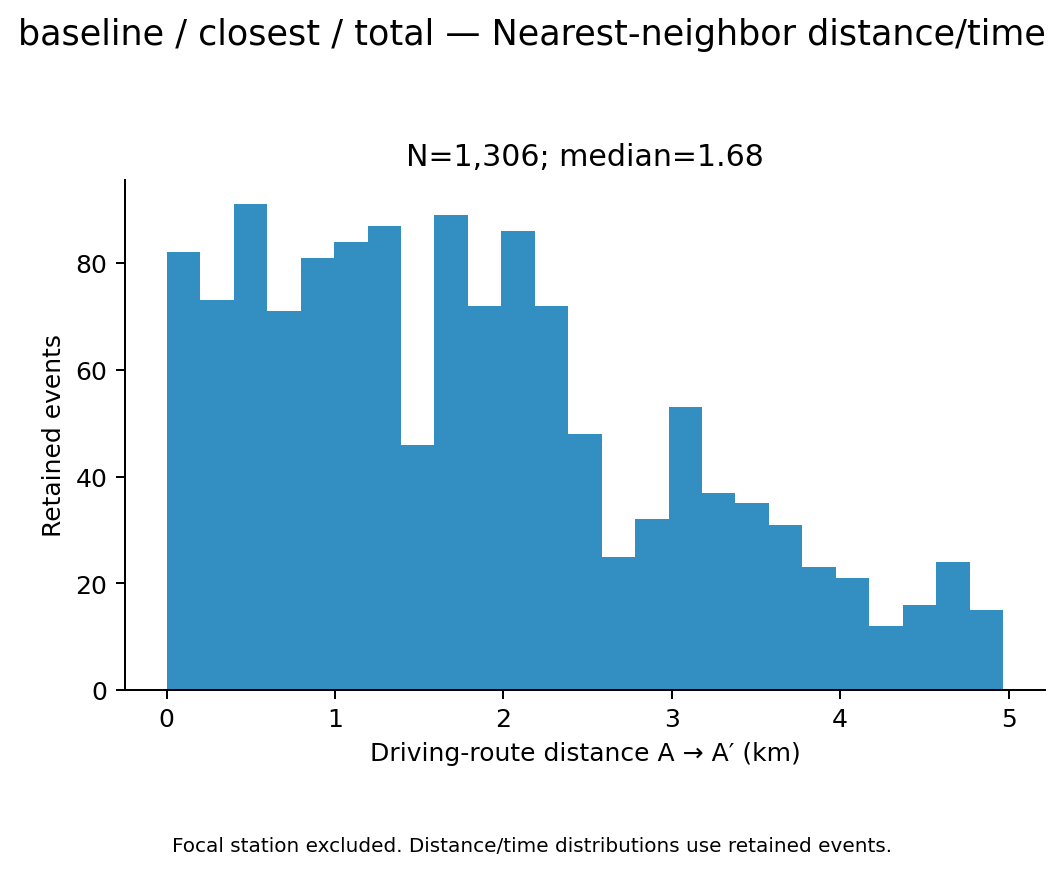 baseline / closest / total — Nearest-neighbor distance/time
N=1,306; median=1.68
80
60
40
20
0
Retained events
0 1 2 3 4 5
Driving-route distance A → A′ (km)
Focal station excluded. Distance/time distributions use retained events.